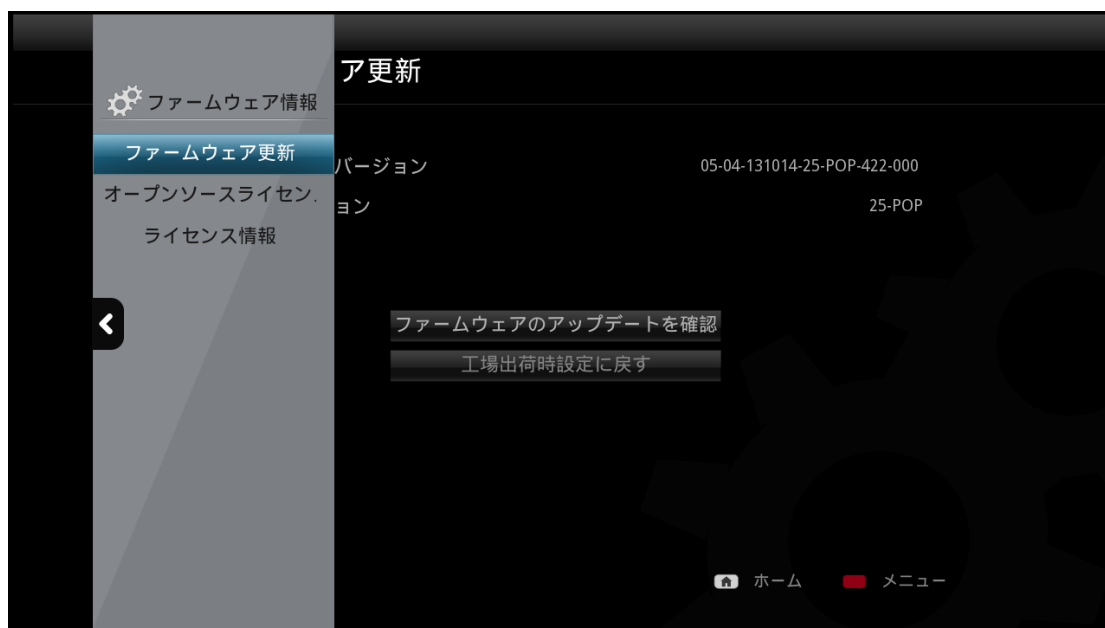 ア更新
ファームウェア情報
ファームウェア更新
オープンソースライセン.
ライセンス情報
バージョン 05-04-131014-25-POP-422-000
ョン 25-POP
ファームウェアのアップデートを確認
工場出荷時設定に戻す
ホーム メニュー